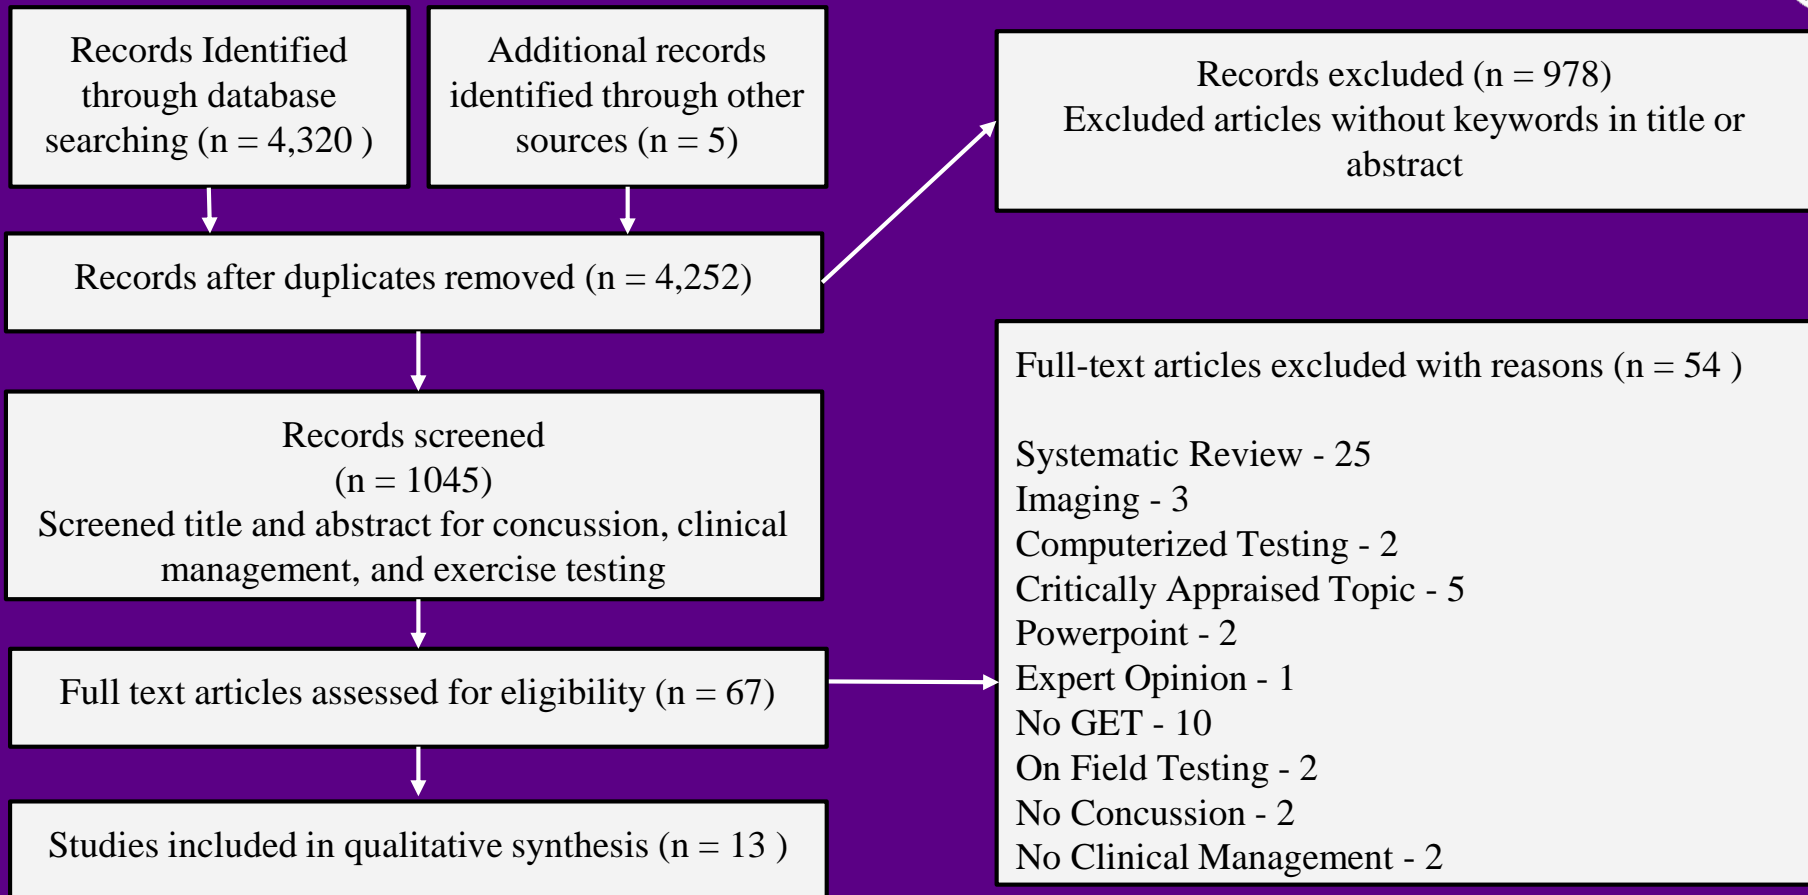 Records Identified
through database
searching (n = 4,320 )
Additional records
identified through other
sources (n = 5)
Records excluded (n = 978)
Excluded articles without keywords in title or
abstract
Records after duplicates removed (n = 4,252)
Records screened
(n = 1045)
Screened title and abstract for concussion, clinical
management, and exercise testing
Full text articles assessed for eligibility (n = 67)
Full-text articles excluded with reasons (n = 54 )
Systematic Review - 25
Imaging - 3
Computerized Testing - 2
Critically Appraised Topic - 5
Powerpoint - 2
Expert Opinion - 1
No GET - 10
On Field Testing - 2
No Concussion - 2
No Clinical Management - 2
Studies included in qualitative synthesis (n = 13 )